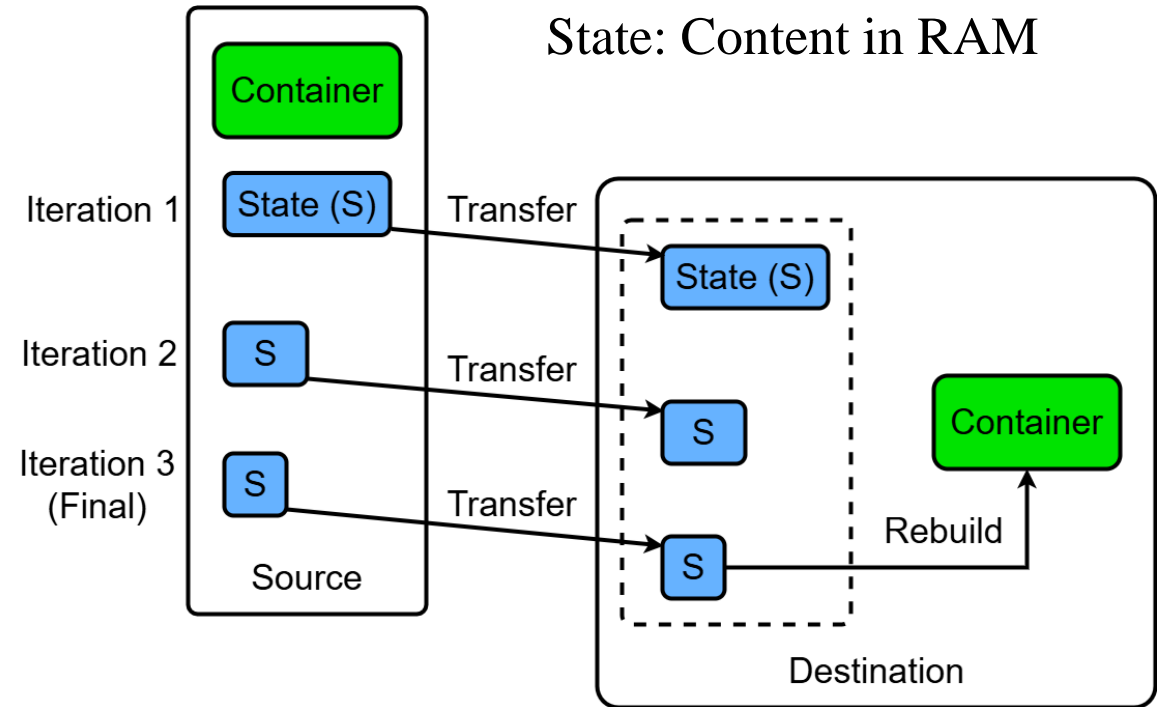 State: Content in RAM
Container
Iteration 1
State (S)
Transfer
State (S)
Iteration 2
S
Transfer
S
Container
Iteration 3
(Final)
S
Transfer
S
Rebuild
Source
Destination